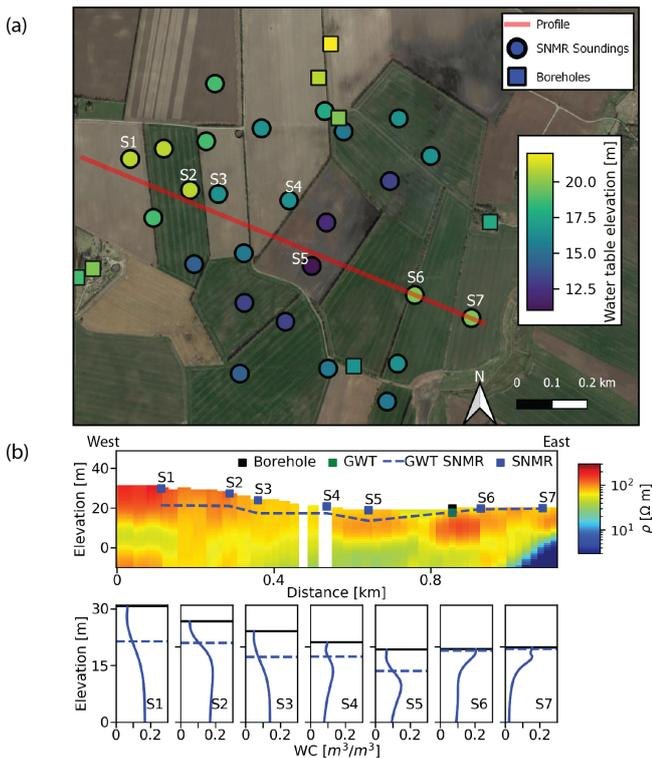 (a)
Profile
SNMR Soundings
Boreholes
S1
S2
S3
S4
S5
S6
S7
20.0
17.5
15.0
12.5
Water table elevation [m]
N
0 0.1 0.2 km
(b)
West East
40
20
0
Elevation [m]
S1 S2 S3 S4 S5 S6 S7
Borehole GWT GWT SNMR SNMR
10²
10¹
ρ [Ω m]
0 0.4 0.8
Distance [km]
30
15
0
Elevation [m]
S1 S2 S3 S4 S5 S6 S7
0 0.2 0 0.2 0 0.2 0 0.2 0 0.2 0 0.2 0 0.2
WC [m³/m³]